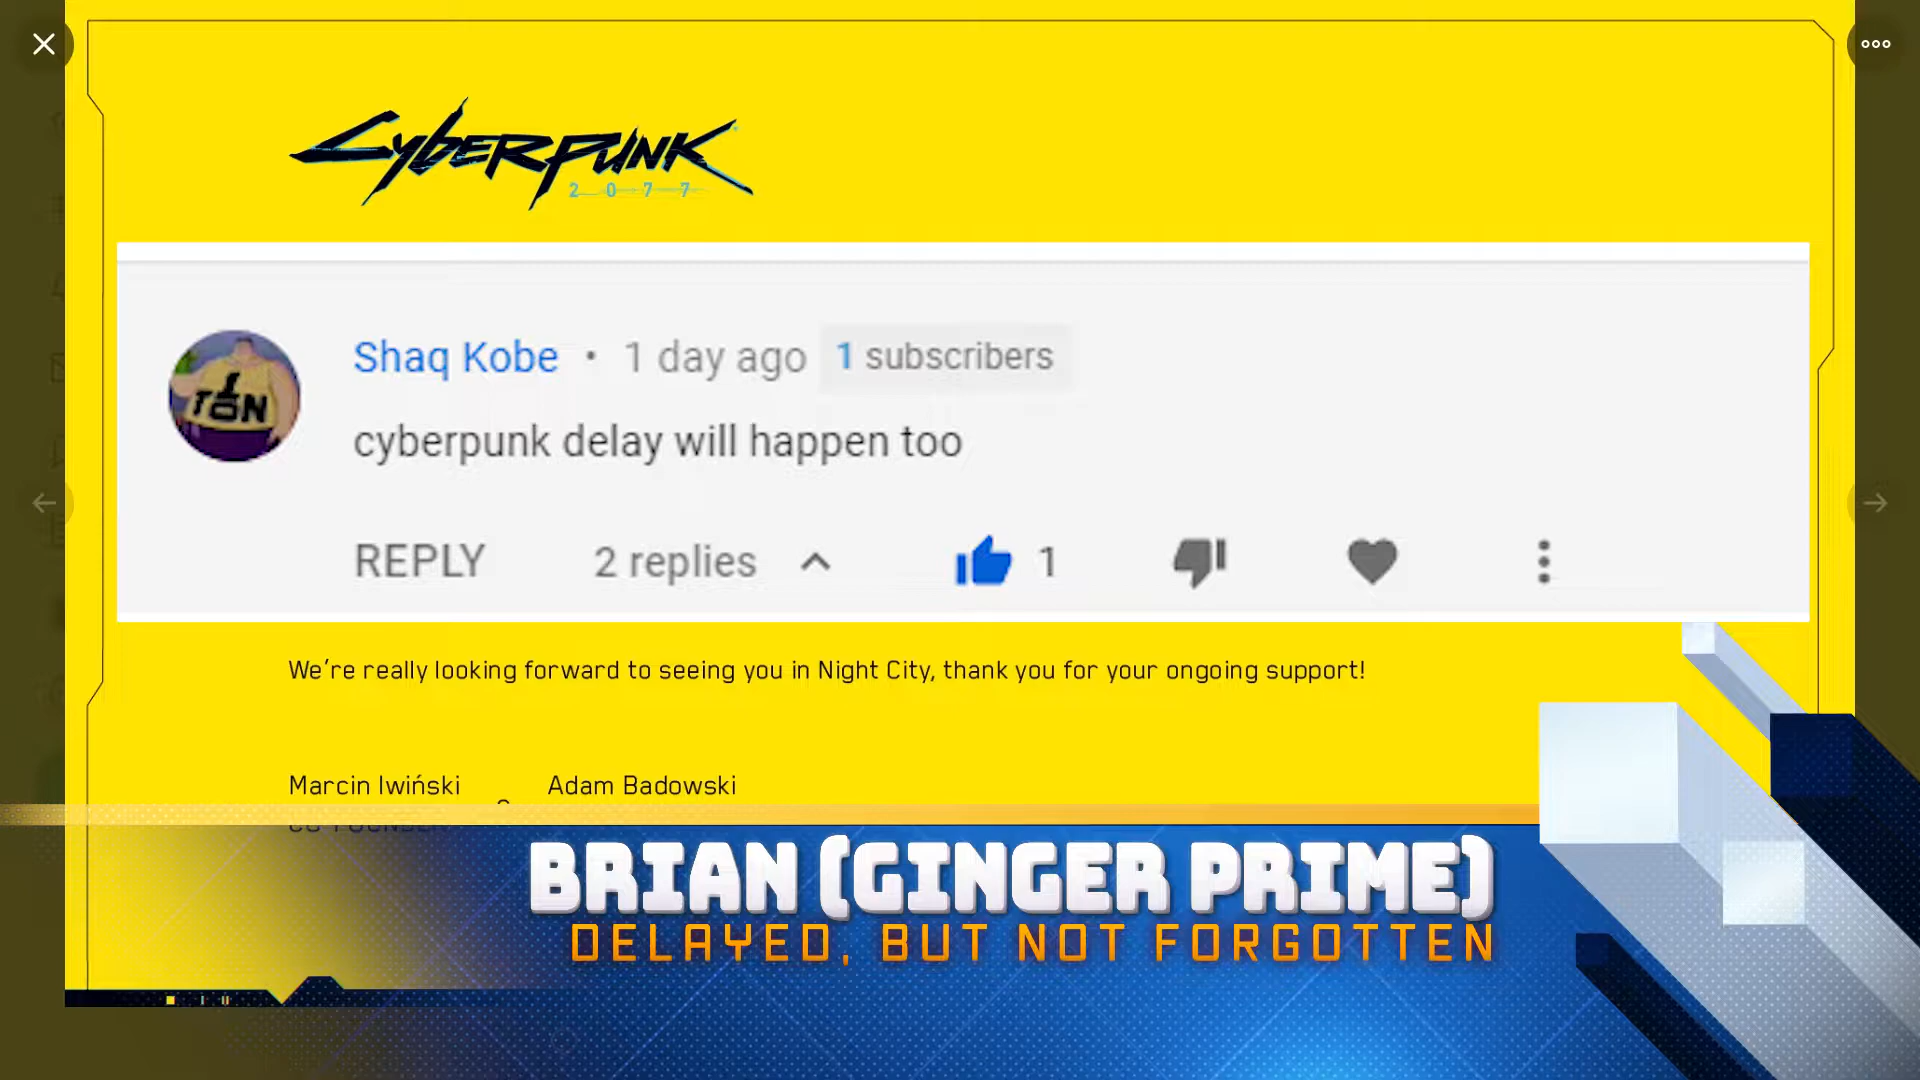 CYBERPUNK
2077
Shaq Kobe • 1 day ago 1 subscribers
1 TON
cyberpunk delay will happen too
REPLY 2 replies 1
We're really looking forward to seeing you in Night City, thank you for your ongoing support!
Marcin Iwiński Adam Badowski
BRIAN (GINGER PRIME)
DELAYED, BUT NOT FORGOTTEN